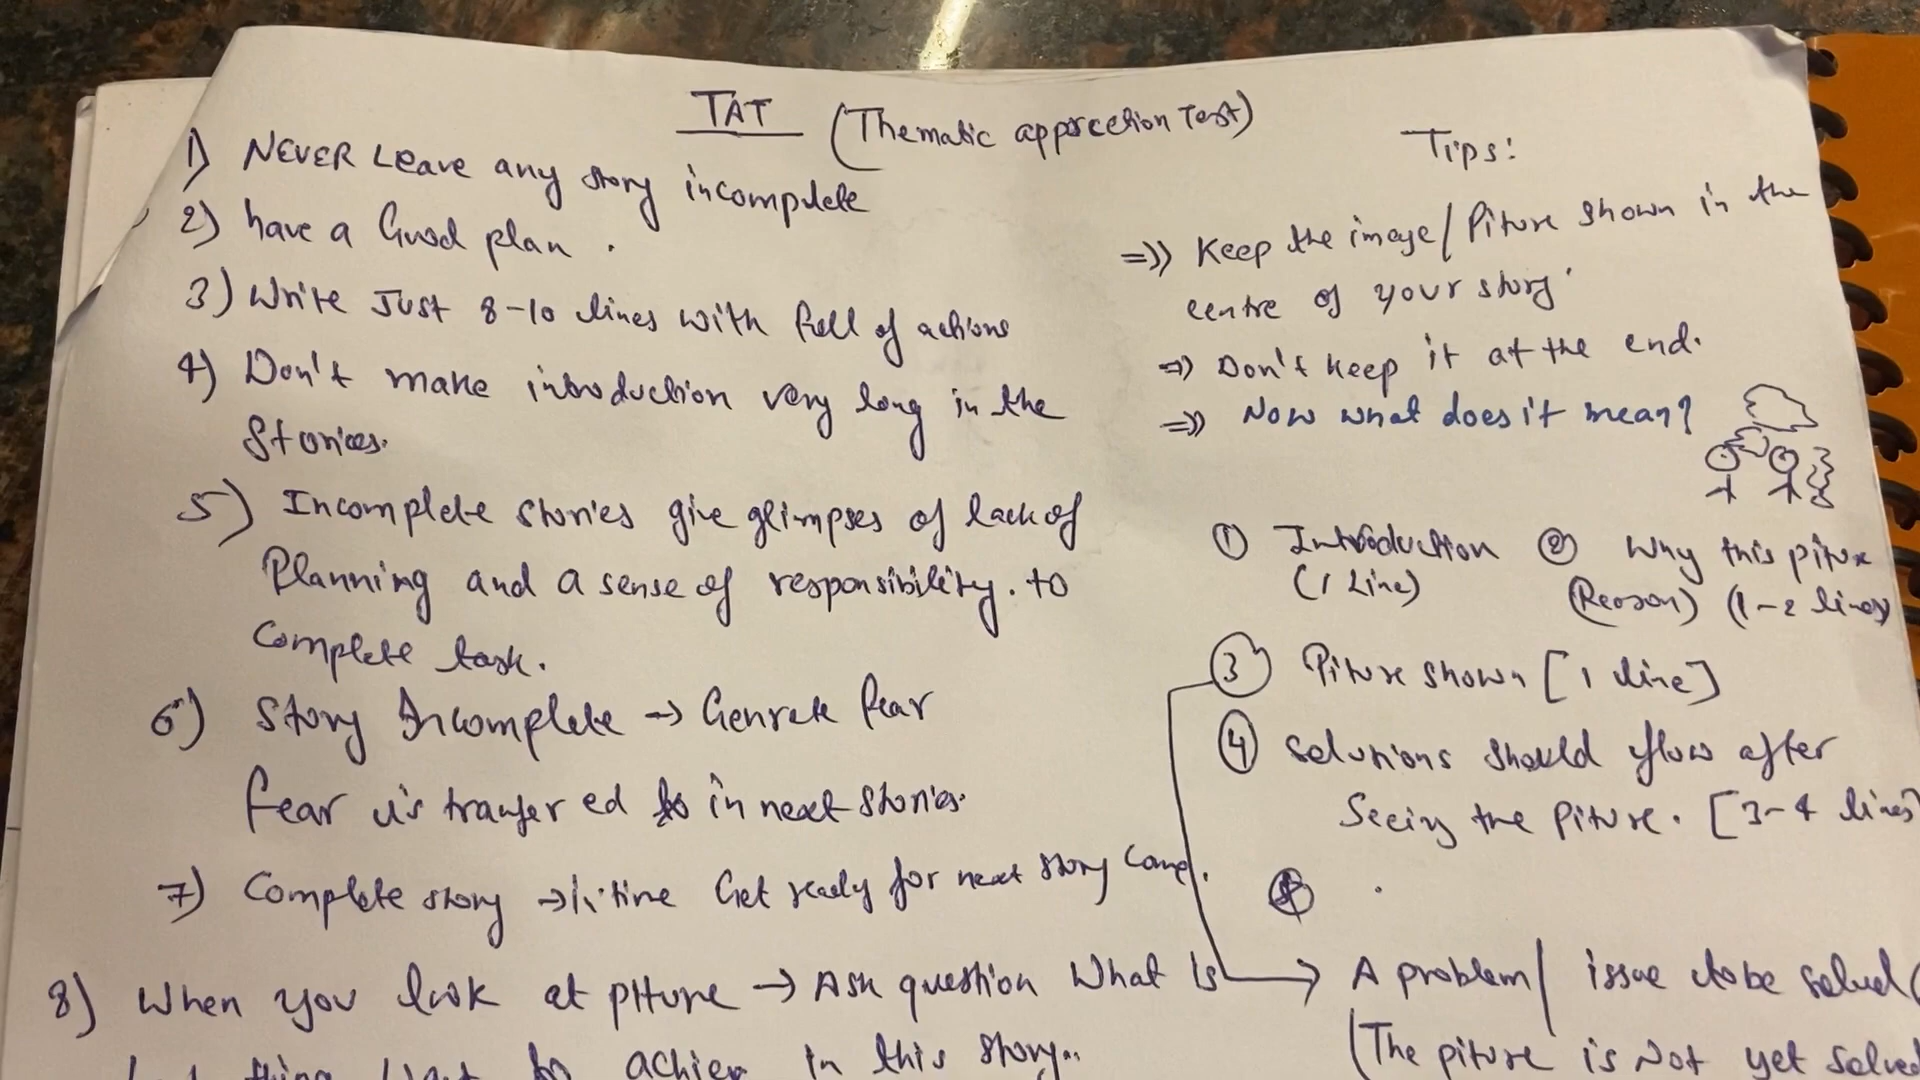 TAT (Thematic apporcetion Test)
1) NEVER Leave any story incomplete
2) have a Good plan.
3) Write Just 8-10 lines with full of actions
4) Don't make introduction very long in the
Stories.
5) Incomplete stories give glimpses of lack of
Planning and a sense of responsibility. to
Complete task.
6) Story Incomplete → Genrate fear
fear is tranfered in next stories.
7) Complete story → time Get ready for next story
8) When you look at pitture → Ask question What is
thing to achiev in this story..
Tips:
=>> Keep the image/Piture shown in the
centre of your story
=>> Don't keep it at the end.
=>> Now what does it mean?
① Introduction ② Why this piture
(1 Line) (Reason) (1-2 lines)
③ Piture shown [1 line]
④ Solutions should flow after
Seeing the Piture. [3-4 lines]
→ A problem/ issue to be solved (
(The piture is Not yet solved